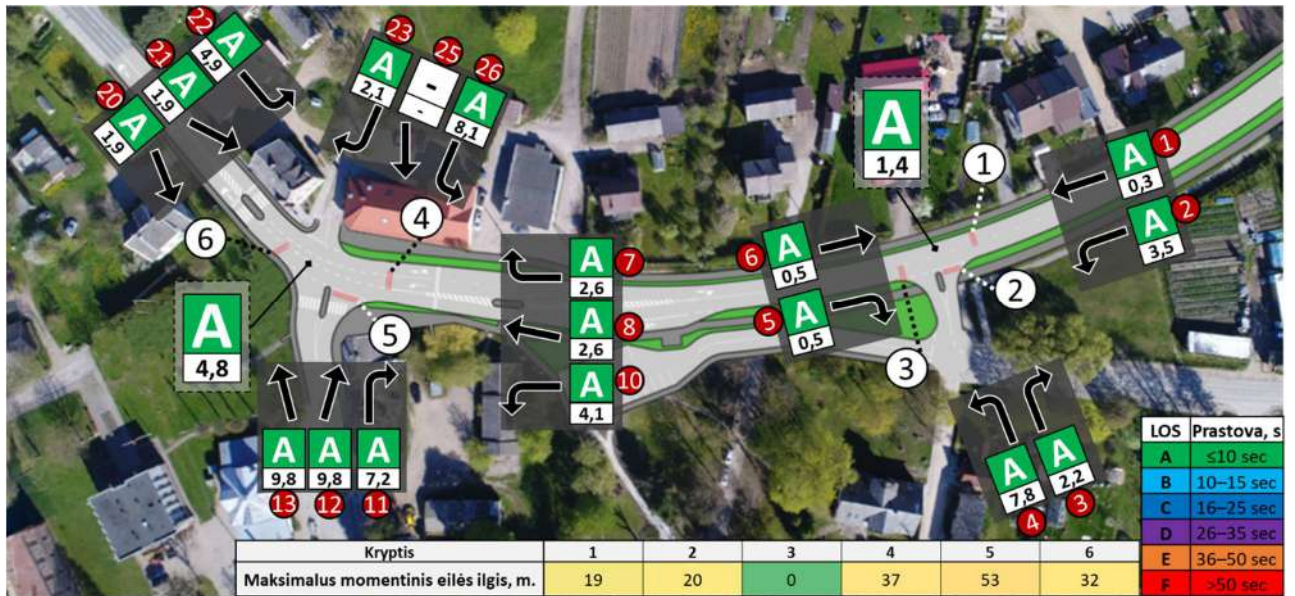 22
A
4,9
21
A
1,9
20
A
1,9
23
A
2,1
25
-
-
26
A
8,1
A
1,4
1
1
A
0,3
2
A
3,5
4
6
A
4,8
5
7
A
2,6
8
A
2,6
10
A
4,1
6
A
0,5
5
A
0,5
2
3
A
9,8
13
A
9,8
12
A
7,2
11
A
7,8
4
A
2,2
3
LOS Prastova, s
A ≤10 sec
B 10–15 sec
C 16–25 sec
D 26–35 sec
E 36–50 sec
F >50 sec
Kryptis 1 2 3 4 5 6
Maksimalus momentinis eilės ilgis, m. 19 20 0 37 53 32